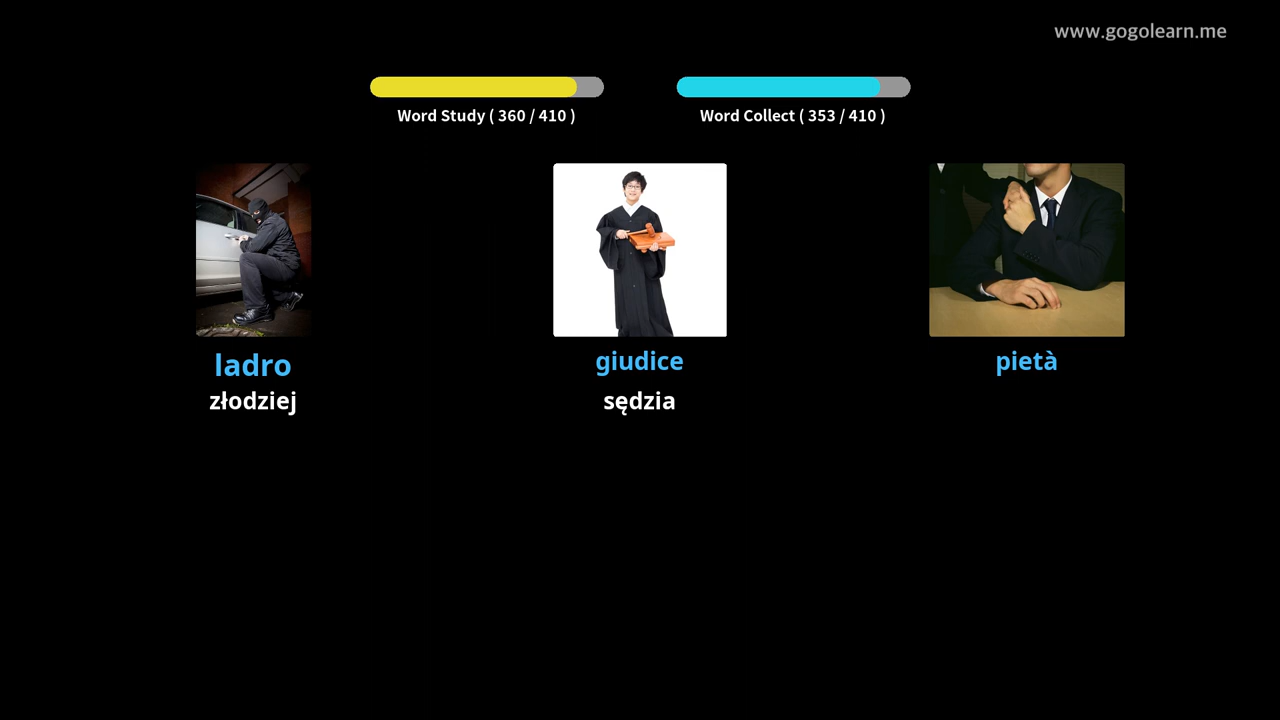 www.gogolearn.me
Word Study ( 360 / 410 )
Word Collect ( 353 / 410 )
ladro
giudice
pietà
złodziej
sędzia